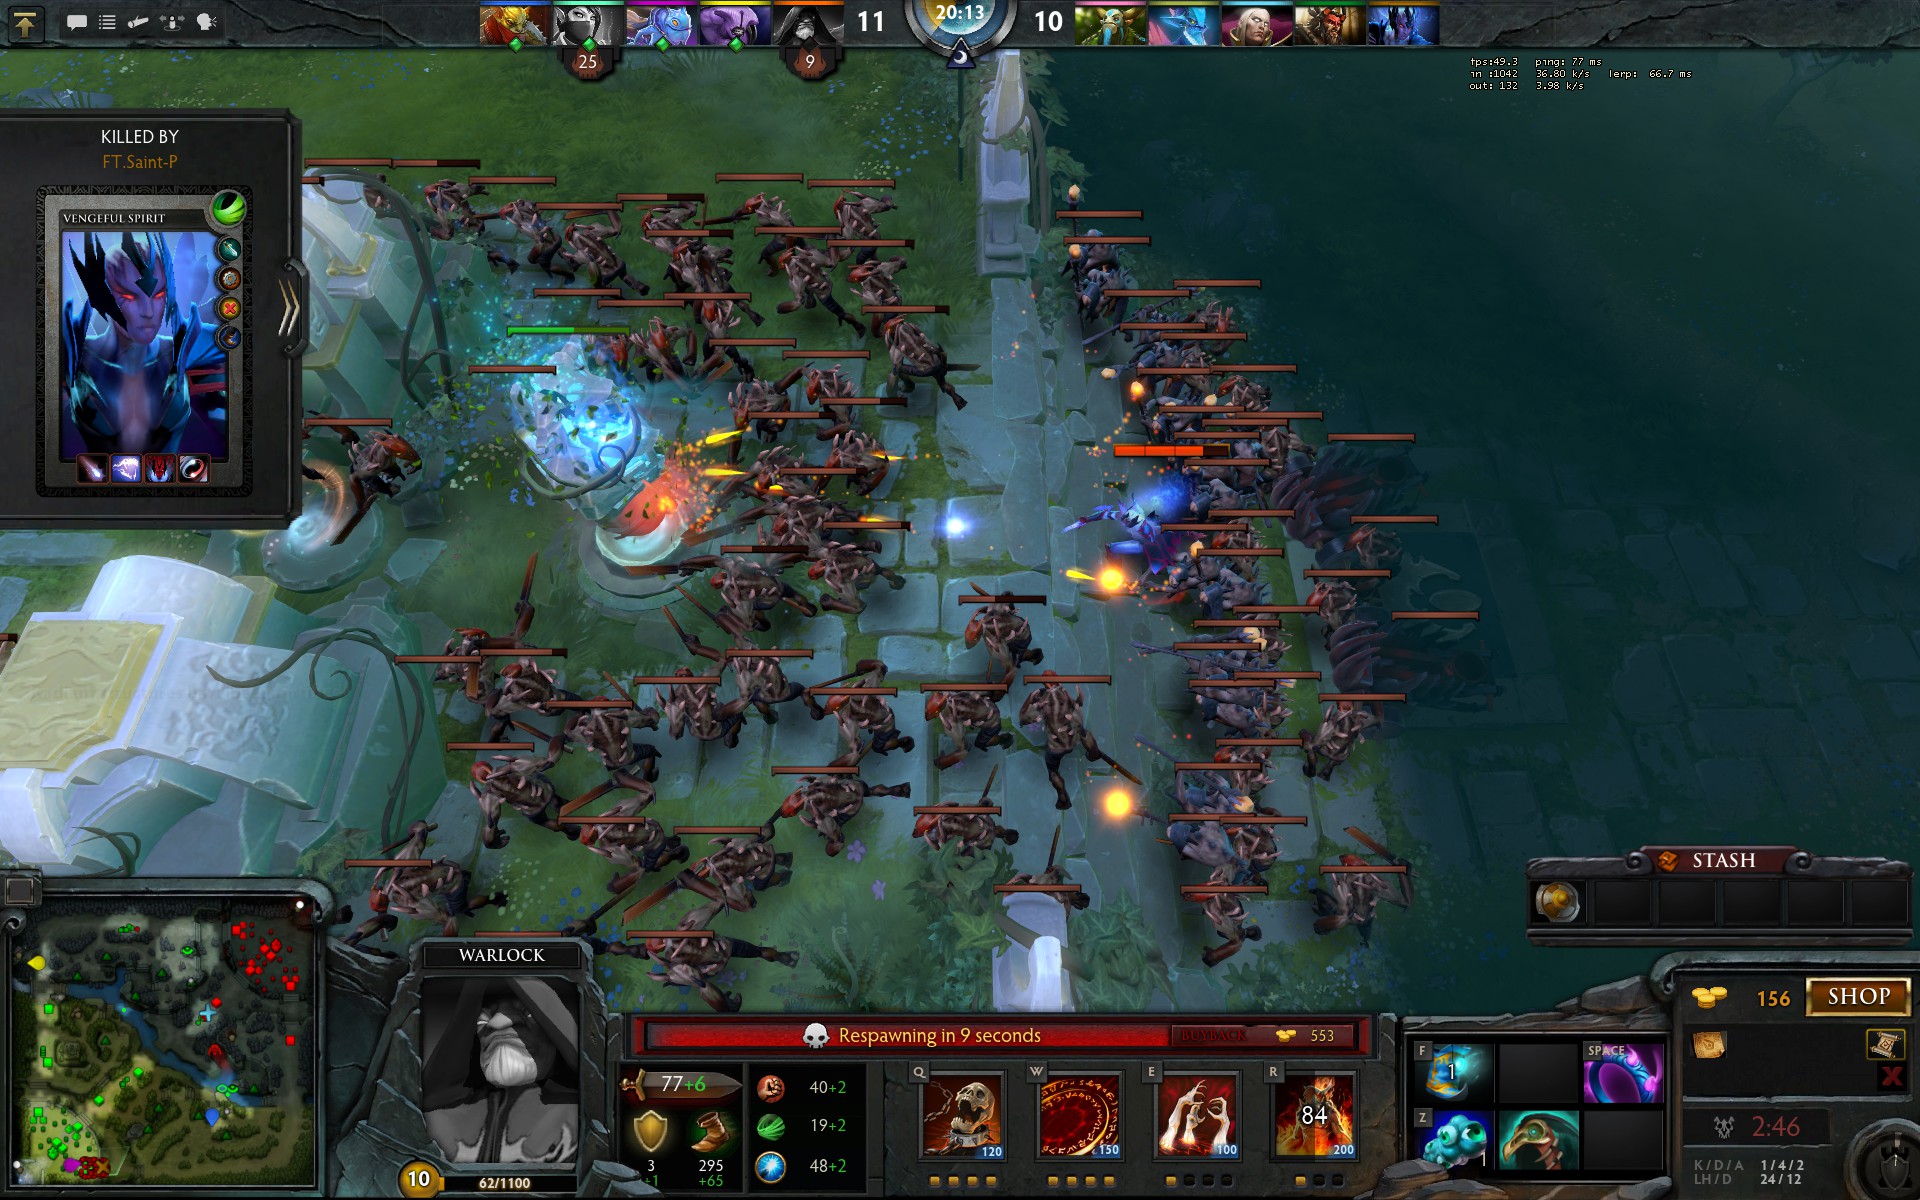 11
20:13
10
25
9
fps:49.3 ping: 77 ms
in :1042 36.80 k/s lerp: 66.7 ms
out: 132 3.98 k/s
KILLED BY
FT.Saint-P
VENGEFUL SPIRIT
STASH
WARLOCK
Respawning in 9 seconds
BUYBACK 553
156
SHOP
77+6
40+2
19+2
48+2
3
+1
295
+65
Q
W
E
R
120
150
100
84
200
F
1
SPACE
Z
1
2:46
10
62/1100
K/D/A 1/4/2
LH/D 24/12